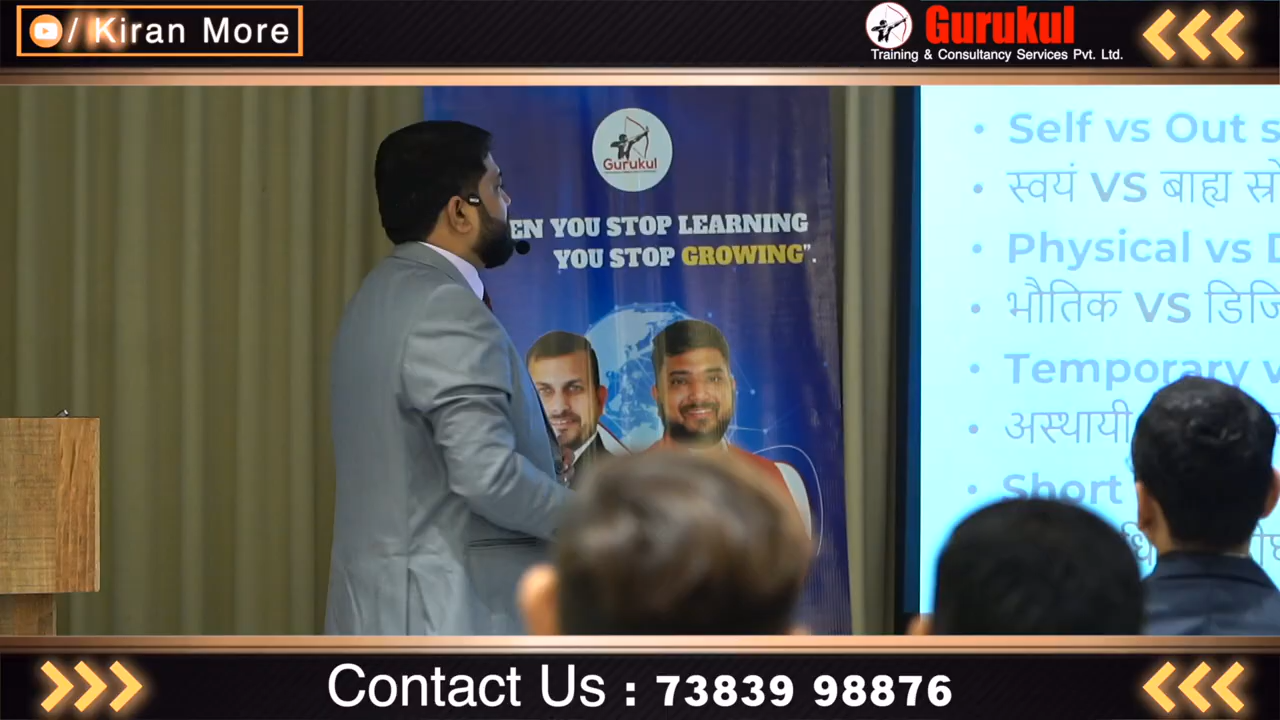 / Kiran More
Gurukul
Training & Consultancy Services Pvt. Ltd.
Gurukul
EN YOU STOP LEARNING
YOU STOP GROWING".
• Self vs Out s
• स्वयं VS बाह्य स्रो
• Physical vs D
• भौतिक VS डिजि
• Temporary v
• अस्थायी
• Short
Contact Us : 73839 98876